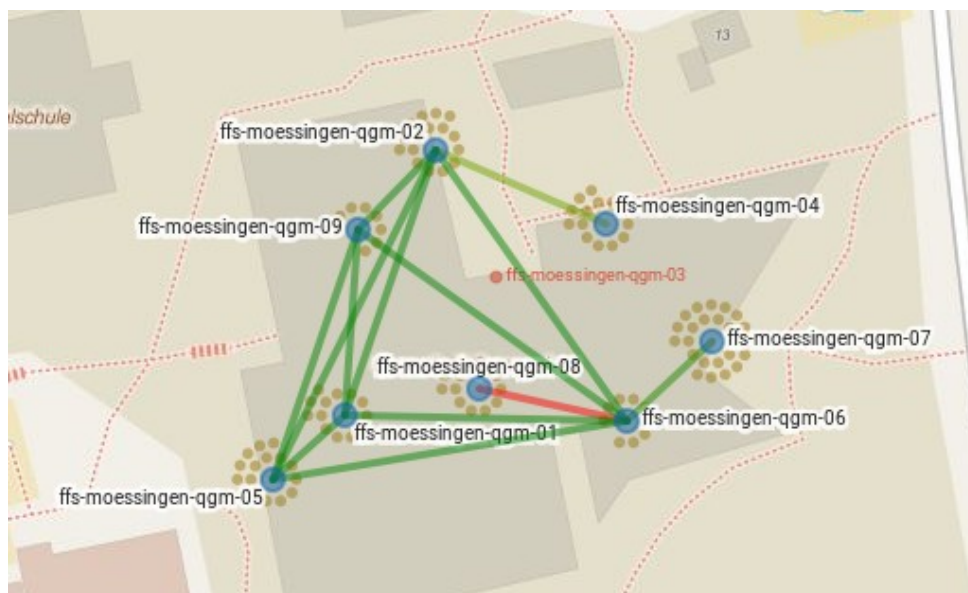 13
lschule
ffs-moessingen-qgm-02
ffs-moessingen-qgm-04
ffs-moessingen-qgm-09
ffs-moessingen-qgm-03
ffs-moessingen-qgm-07
ffs-moessingen-qgm-08
ffs-moessingen-qgm-06
ffs-moessingen-qgm-01
ffs-moessingen-qgm-05